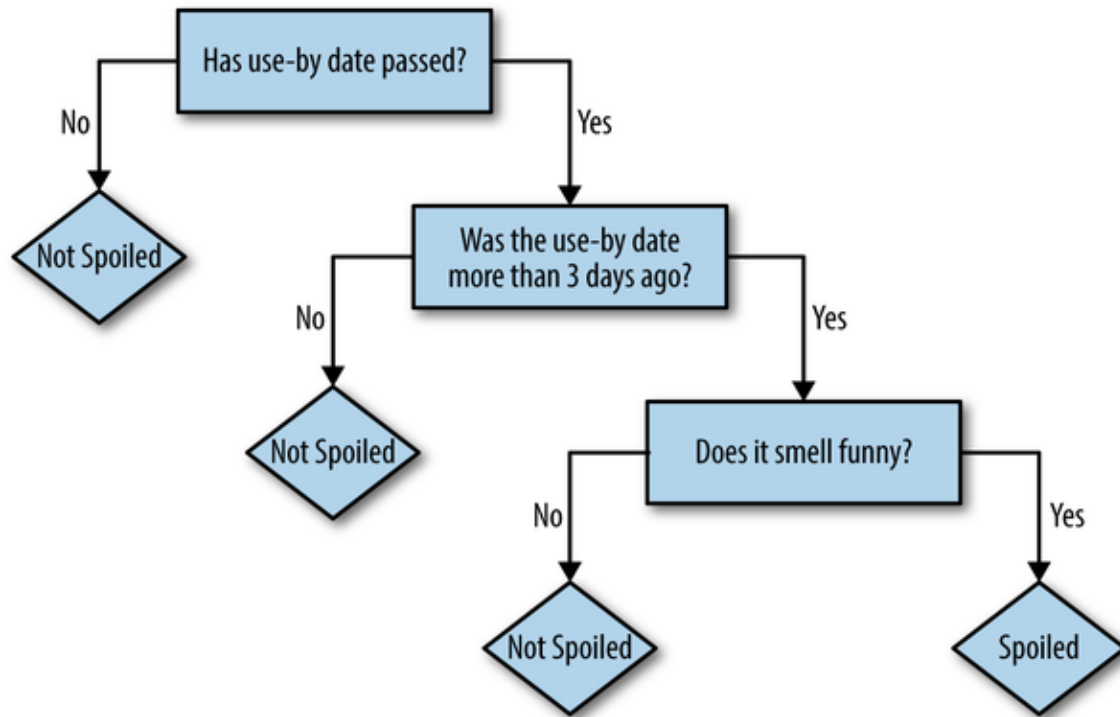 Has use-by date passed?
No
Yes
Not Spoiled
Was the use-by date
more than 3 days ago?
No
Yes
Not Spoiled
Does it smell funny?
No
Yes
Not Spoiled
Spoiled